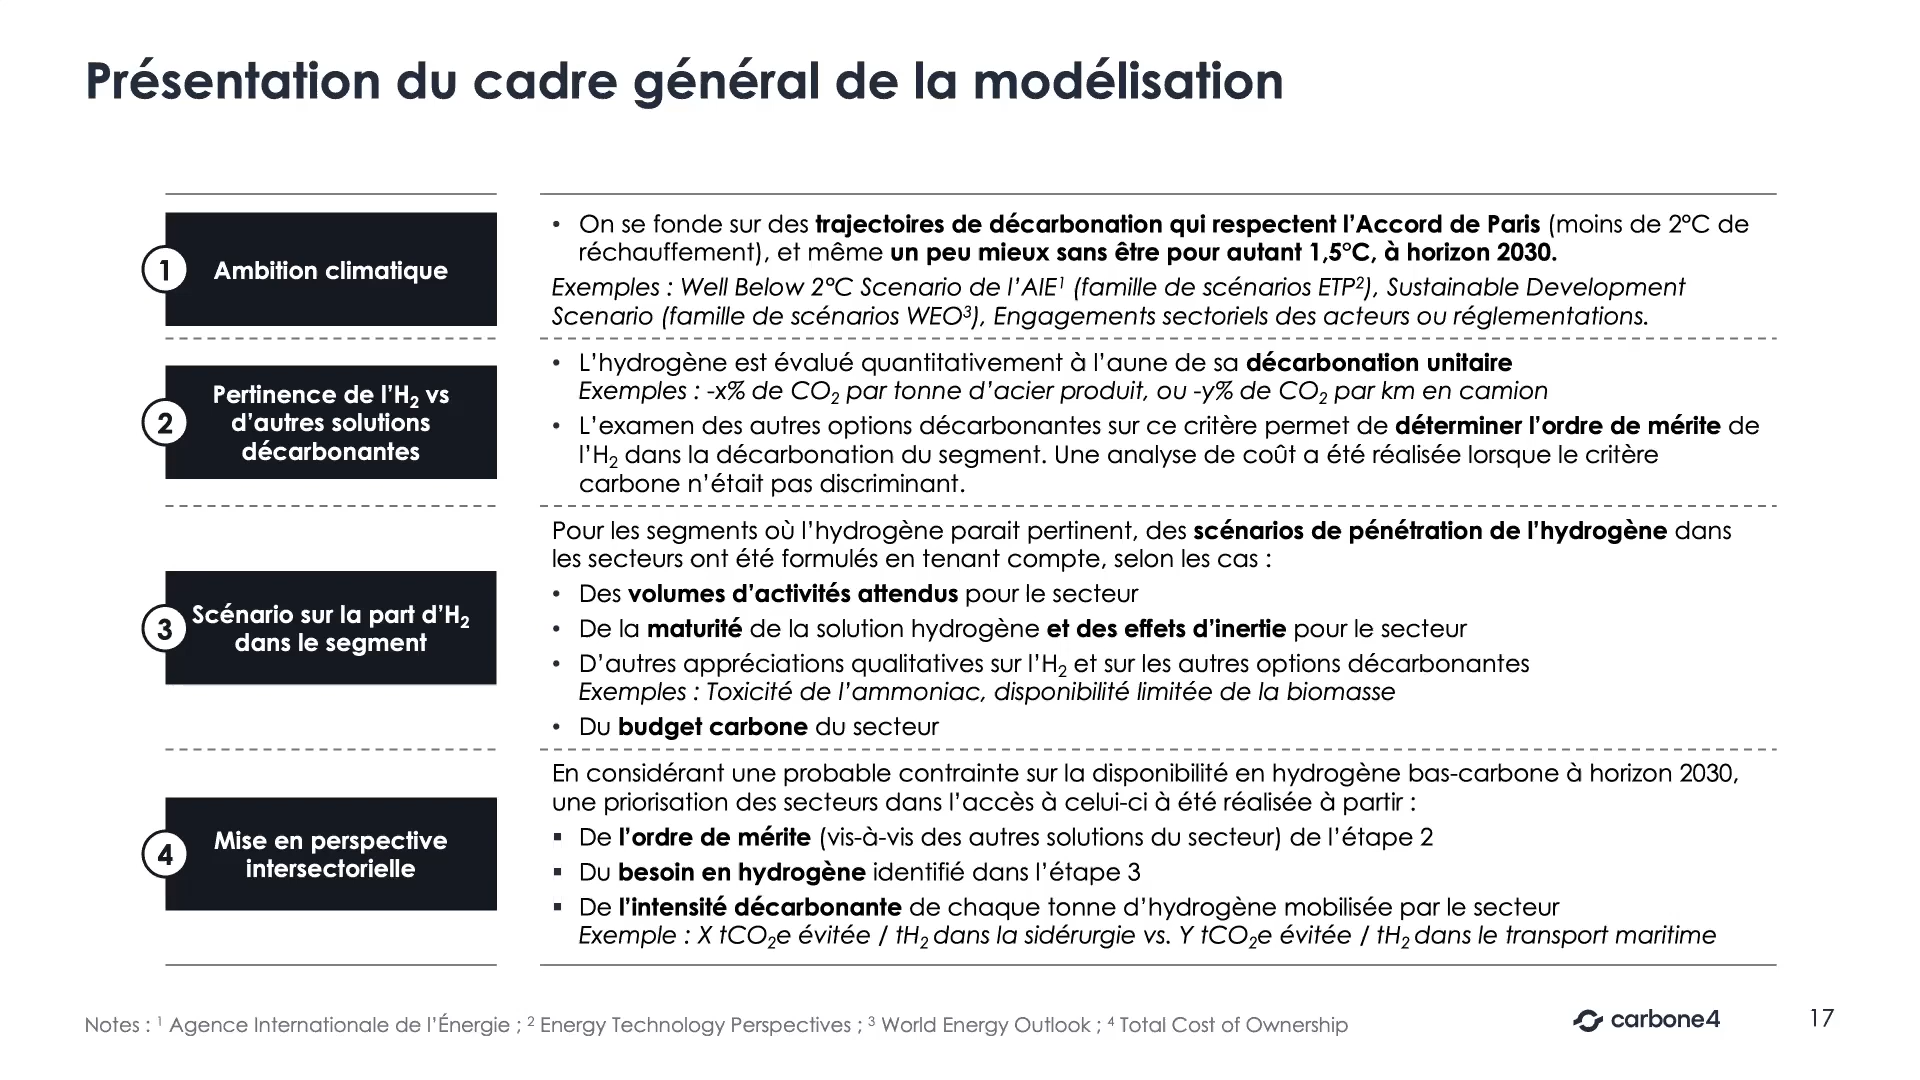 Présentation du cadre général de la modélisation
1
Ambition climatique
• On se fonde sur des trajectoires de décarbonation qui respectent l’Accord de Paris (moins de 2°C de
réchauffement), et même un peu mieux sans être pour autant 1,5°C, à horizon 2030.
Exemples : Well Below 2°C Scenario de l’AIE¹ (famille de scénarios ETP²), Sustainable Development
Scenario (famille de scénarios WEO³), Engagements sectoriels des acteurs ou réglementations.
2
Pertinence de l’H₂ vs
d’autres solutions
décarbonantes
• L’hydrogène est évalué quantitativement à l’aune de sa décarbonation unitaire
Exemples : -x% de CO₂ par tonne d’acier produit, ou -y% de CO₂ par km en camion
• L’examen des autres options décarbonantes sur ce critère permet de déterminer l’ordre de mérite de
l’H₂ dans la décarbonation du segment. Une analyse de coût a été réalisée lorsque le critère
carbone n’était pas discriminant.
3
Scénario sur la part d’H₂
dans le segment
Pour les segments où l’hydrogène parait pertinent, des scénarios de pénétration de l’hydrogène dans
les secteurs ont été formulés en tenant compte, selon les cas :
• Des volumes d’activités attendus pour le secteur
• De la maturité de la solution hydrogène et des effets d’inertie pour le secteur
• D’autres appréciations qualitatives sur l’H₂ et sur les autres options décarbonantes
Exemples : Toxicité de l’ammoniac, disponibilité limitée de la biomasse
• Du budget carbone du secteur
4
Mise en perspective
intersectorielle
En considérant une probable contrainte sur la disponibilité en hydrogène bas-carbone à horizon 2030,
une priorisation des secteurs dans l’accès à celui-ci à été réalisée à partir :
▪ De l’ordre de mérite (vis-à-vis des autres solutions du secteur) de l’étape 2
▪ Du besoin en hydrogène identifié dans l’étape 3
▪ De l’intensité décarbonante de chaque tonne d’hydrogène mobilisée par le secteur
Exemple : X tCO₂e évitée / tH₂ dans la sidérurgie vs. Y tCO₂e évitée / tH₂ dans le transport maritime
Notes : ¹ Agence Internationale de l’Énergie ; ² Energy Technology Perspectives ; ³ World Energy Outlook ; ⁴ Total Cost of Ownership
carbone4
17